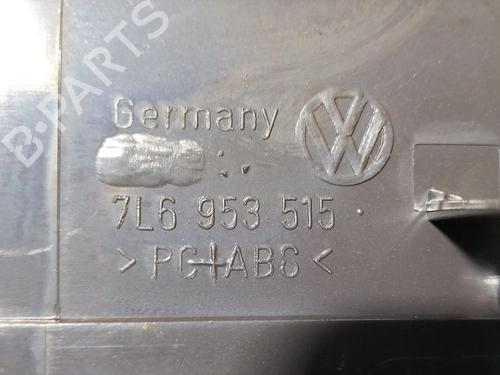 B-PARTS
Germany
7L6 953 515
>PC+ABS<